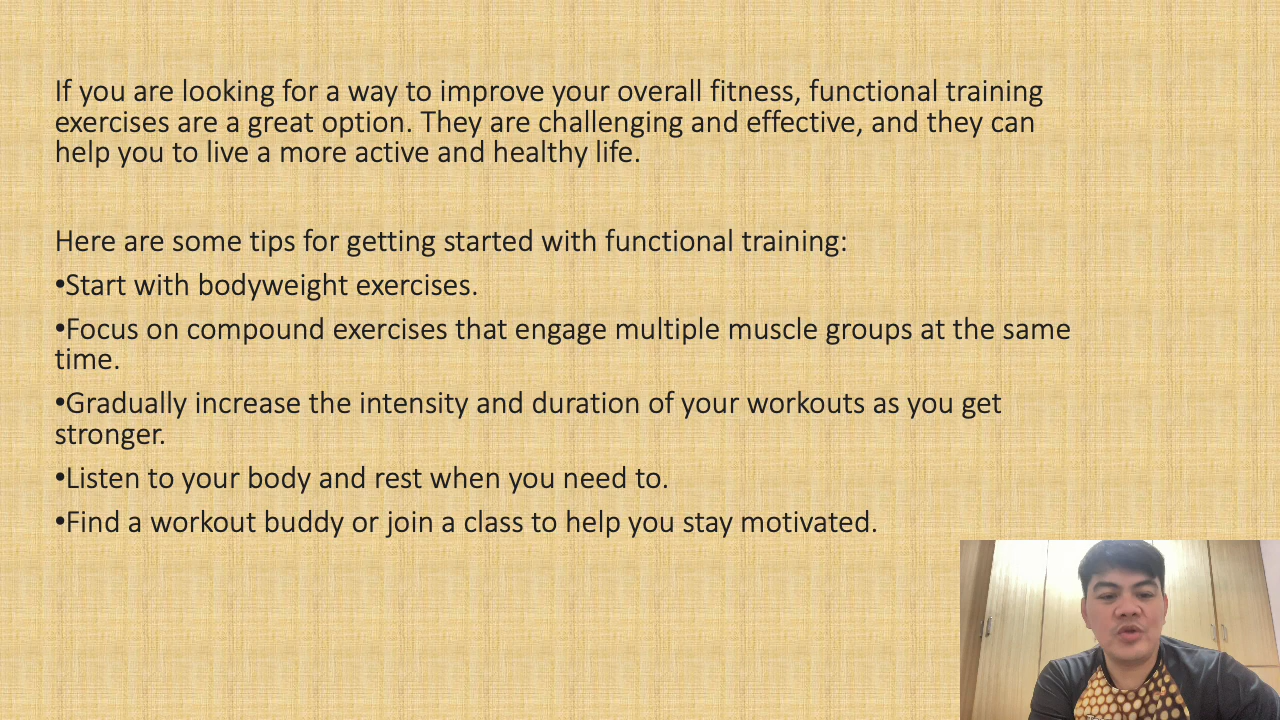 If you are looking for a way to improve your overall fitness, functional training
exercises are a great option. They are challenging and effective, and they can
help you to live a more active and healthy life.
Here are some tips for getting started with functional training:
•Start with bodyweight exercises.
•Focus on compound exercises that engage multiple muscle groups at the same
time.
•Gradually increase the intensity and duration of your workouts as you get
stronger.
•Listen to your body and rest when you need to.
•Find a workout buddy or join a class to help you stay motivated.